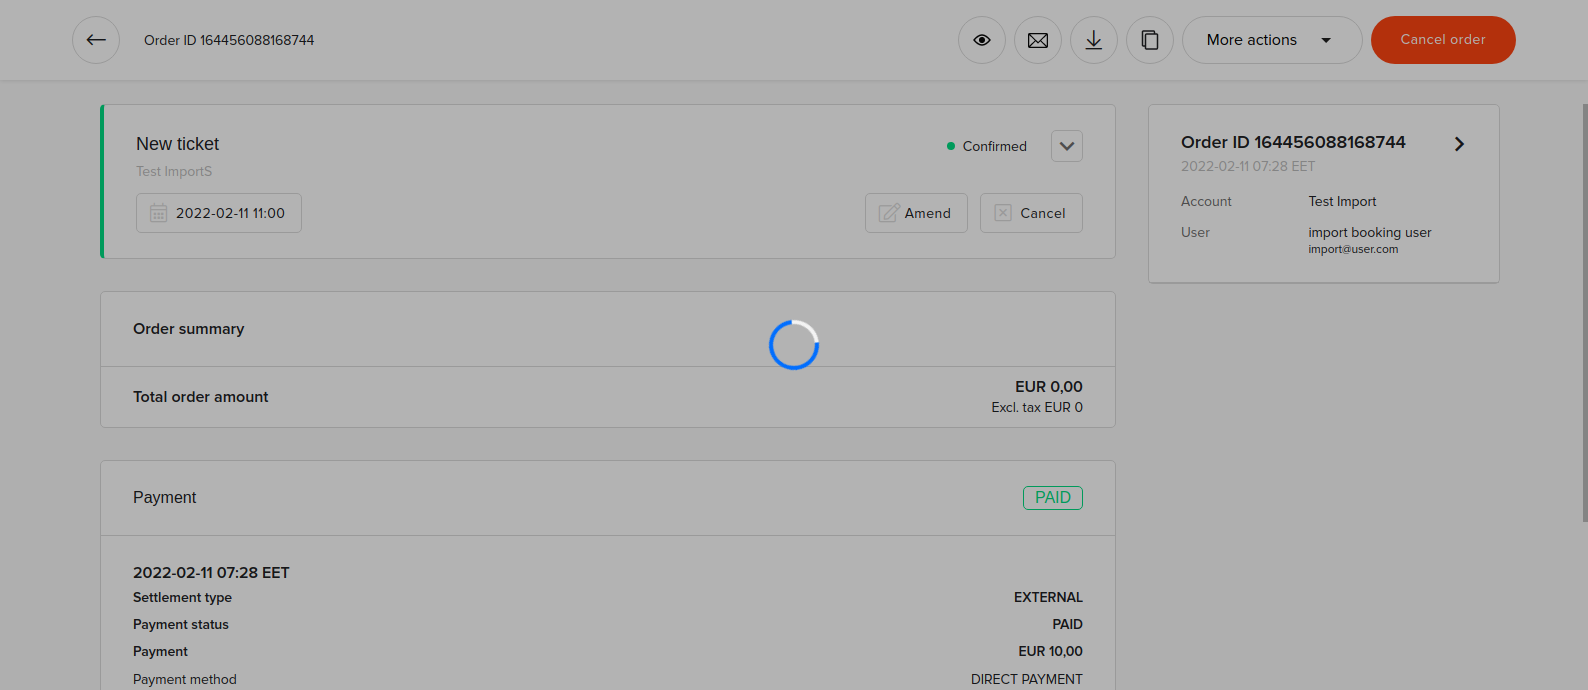 Order ID 164456088168744
More actions
Cancel order
New ticket
Confirmed
Test ImportS
2022-02-11 11:00
Amend
Cancel
Order ID 164456088168744
2022-02-11 07:28 EET
Account Test Import
User import booking user
import@user.com
Order summary
Total order amount EUR 0,00
Excl. tax EUR 0
Payment PAID
2022-02-11 07:28 EET
Settlement type EXTERNAL
Payment status PAID
Payment EUR 10,00
Payment method DIRECT PAYMENT